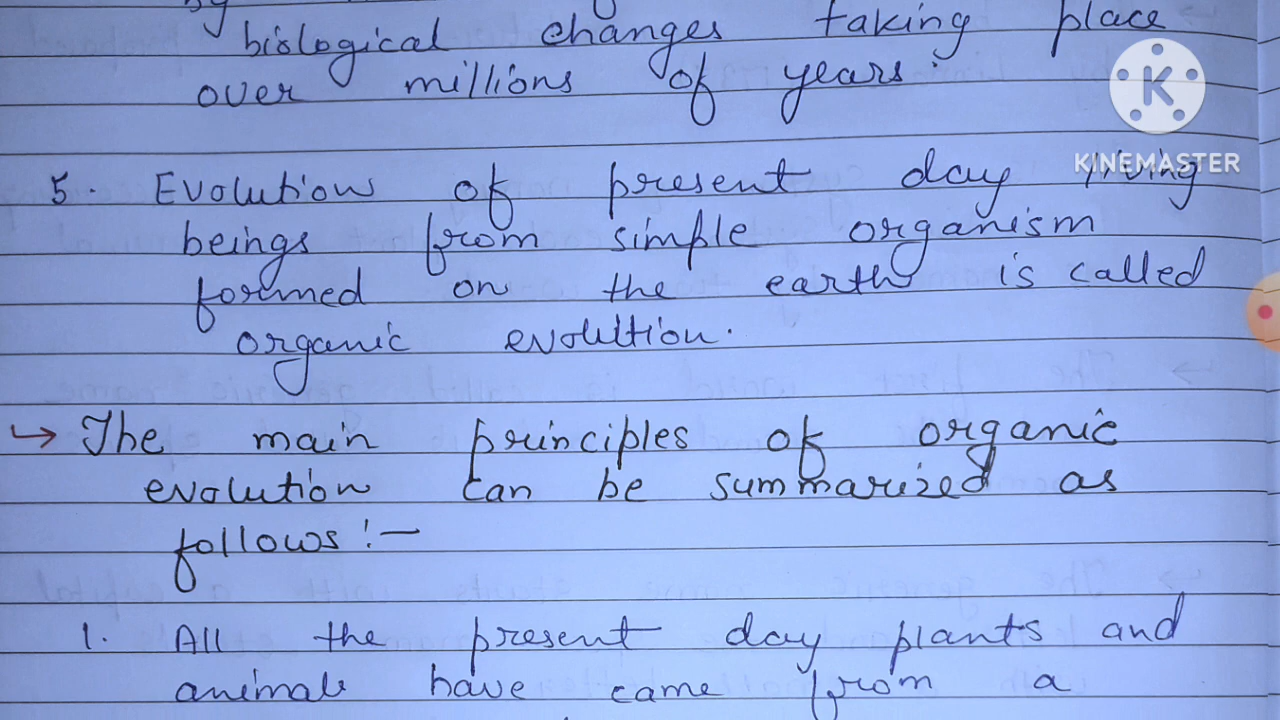 by
biological changes taking place
over millions of years.
K
KINEMASTER
5. Evolution of present day living
beings from simple organism
formed on the earth is called
organic evolution.
↳ The main principles of organic
evolution can be summarized as
follows:-
1. All the present day plants and
animals have came from a